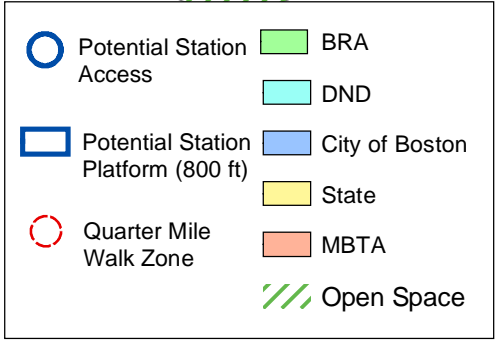 Potential Station
Access
Potential Station
Platform (800 ft)
Quarter Mile
Walk Zone
BRA
DND
City of Boston
State
MBTA
Open Space